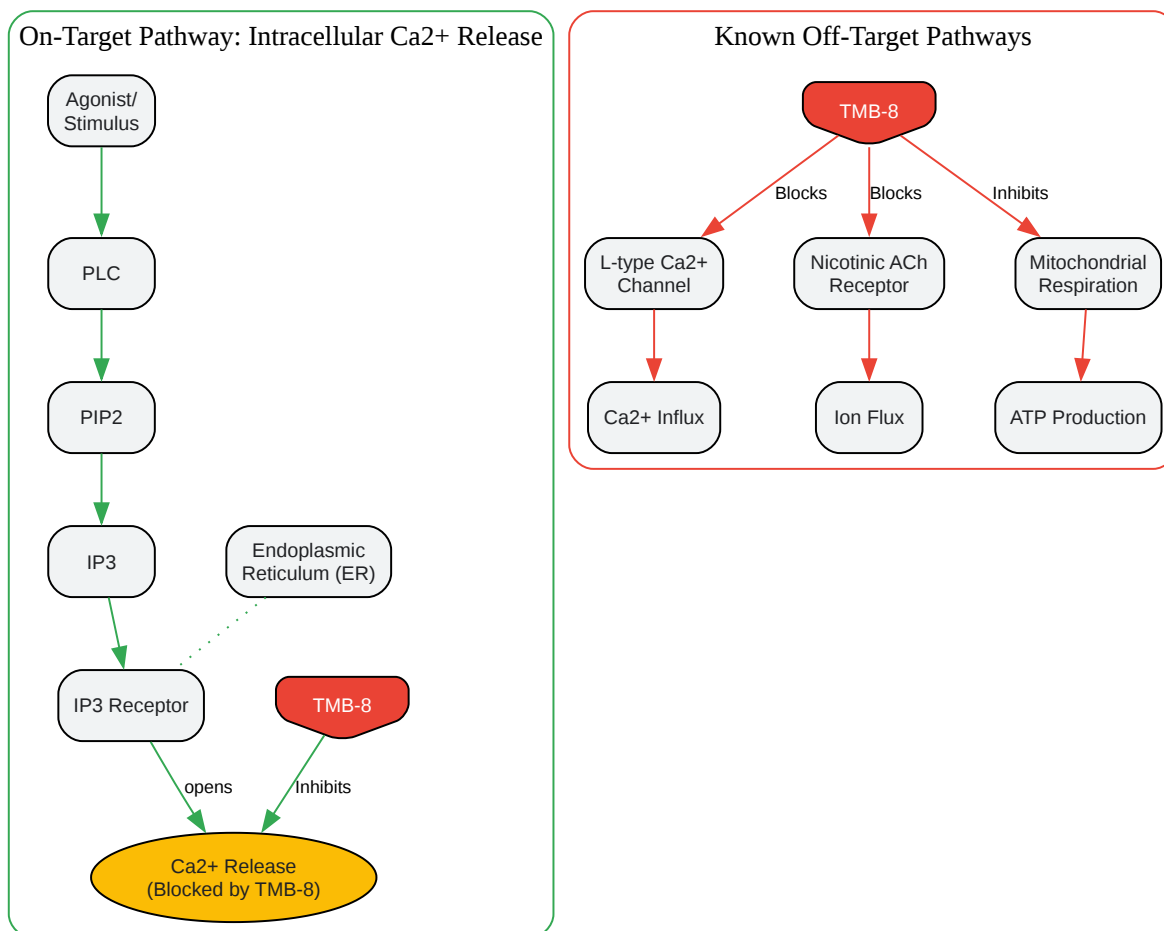 On-Target Pathway: Intracellular Ca2+ Release
Agonist/
Stimulus
PLC
PIP2
IP3
Endoplasmic
Reticulum (ER)
IP3 Receptor
TMB-8
opens
Inhibits
Ca2+ Release
(Blocked by TMB-8)
Known Off-Target Pathways
TMB-8
Blocks
Blocks
Inhibits
L-type Ca2+
Channel
Nicotinic ACh
Receptor
Mitochondrial
Respiration
Ca2+ Influx
Ion Flux
ATP Production